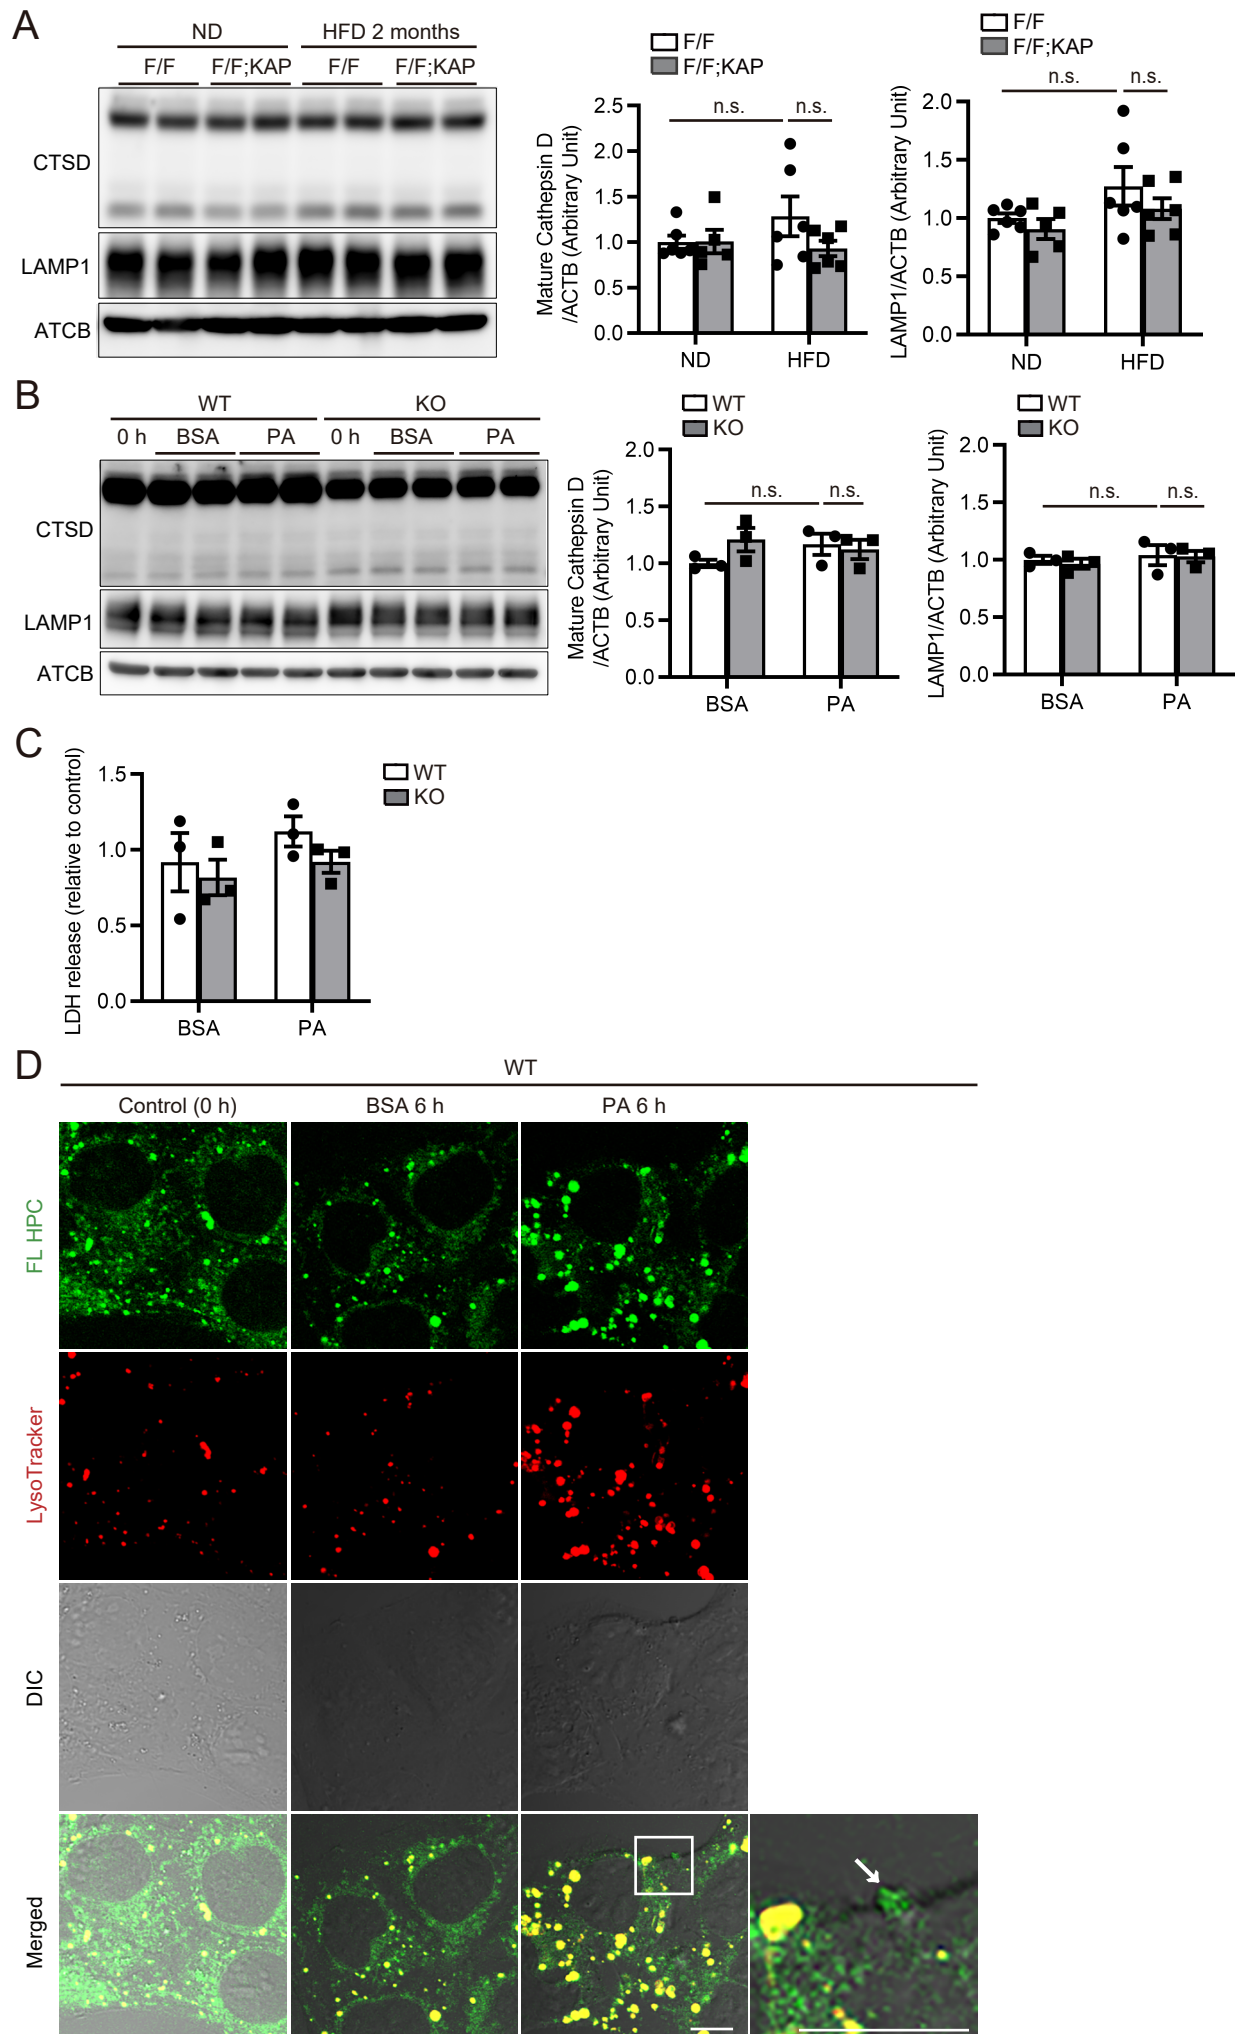 A
ND
HFD 2 months
F/F
F/F;KAP
F/F
F/F;KAP
CTSD
LAMP1
ATCB
F/F
F/F;KAP
Mature Cathepsin D
/ACTB (Arbitrary Unit)
2.5
2.0
1.5
1.0
0.5
0.0
n.s.
n.s.
ND
HFD
F/F
F/F;KAP
LAMP1/ACTB (Arbitrary Unit)
2.0
1.5
1.0
0.5
0.0
n.s.
n.s.
ND
HFD
B
WT
KO
0 h
BSA
PA
0 h
BSA
PA
CTSD
LAMP1
ATCB
WT
KO
Mature Cathepsin D
/ACTB (Arbitrary Unit)
2.0
1.5
1.0
0.5
0.0
n.s.
n.s.
BSA
PA
WT
KO
LAMP1/ACTB (Arbitrary Unit)
2.0
1.5
1.0
0.5
0.0
n.s.
n.s.
BSA
PA
C
LDH release (relative to control)
1.5
1.0
0.5
0.0
WT
KO
BSA
PA
D
WT
Control (0 h)
BSA 6 h
PA 6 h
FL HPC
LysoTracker
DIC
Merged